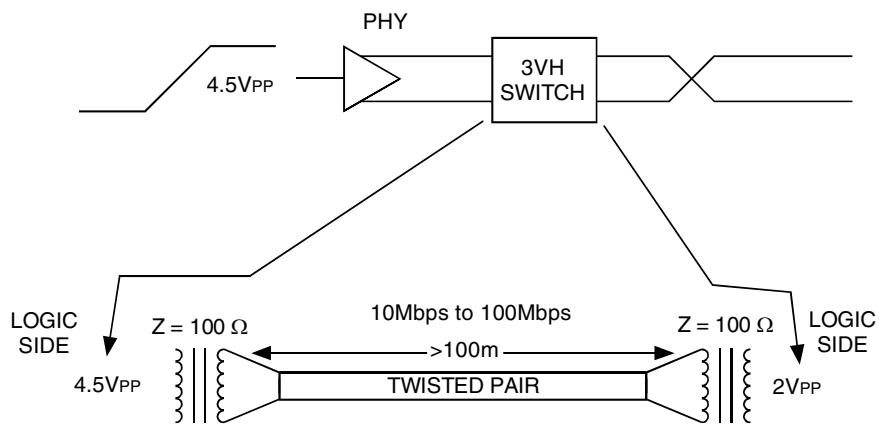 PHY
4.5VPP
3VH
SWITCH
10Mbps to 100Mbps
LOGIC
SIDE
Z = 100 Ω
Z = 100 Ω
LOGIC
SIDE
>100m
4.5VPP
TWISTED PAIR
2VPP